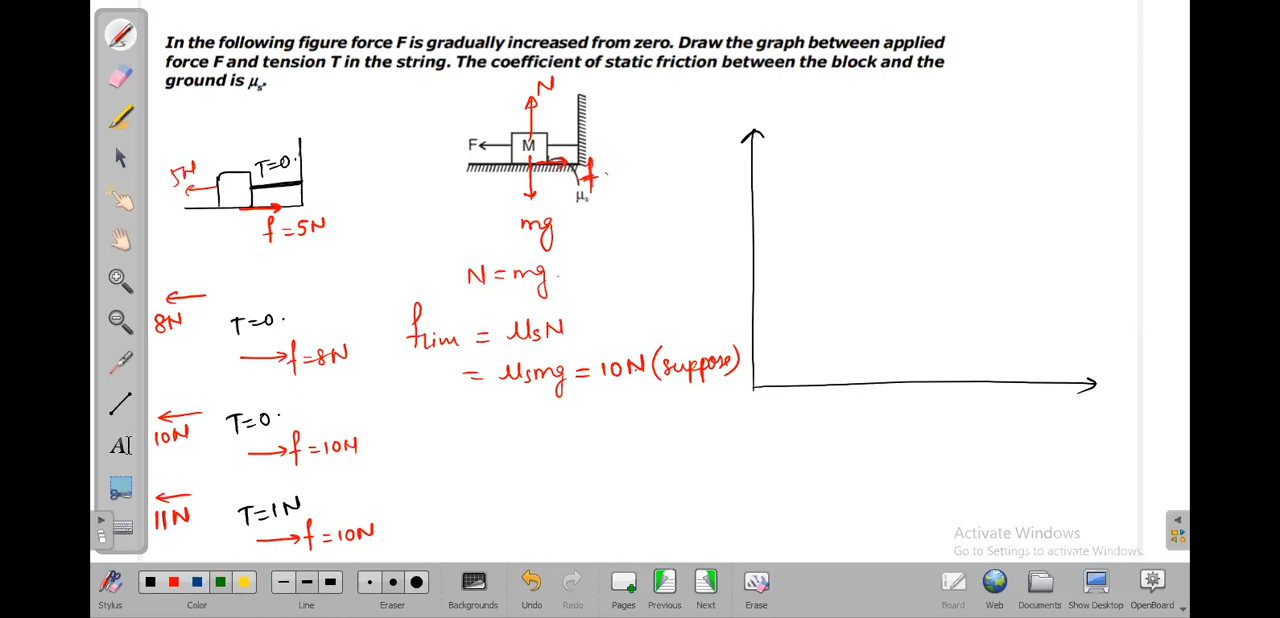 In the following figure force F is gradually increased from zero. Draw the graph between applied
force F and tension T in the string. The coefficient of static friction between the block and the
ground is μs.
N
F
M
f
μs
mg
N = mg.
flim = μsN
= μsmg = 10N (suppose)
5N
T=0.
f = 5N
8N
T=0.
f = 8N
10N
T=0.
f = 10N
11N
T=1N
f = 10N
Activate Windows
Go to Settings to activate Windows.
Stylus
Color
Line
Eraser
Backgrounds
Undo
Redo
Pages
Previous
Next
Erase
Board
Web
Documents
Show Desktop
OpenBoard